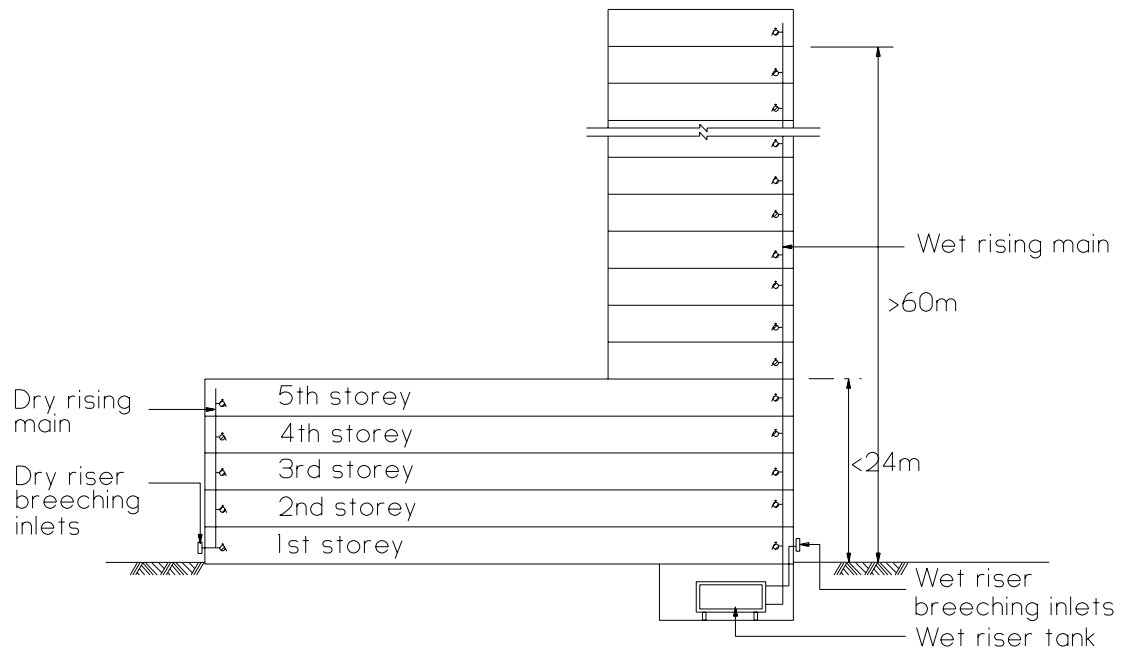 Wet rising main
>60m
Dry rising
main
5th storey
4th storey
3rd storey
2nd storey
1st storey
<24m
Dry riser
breeching
inlets
Wet riser
breeching inlets
Wet riser tank